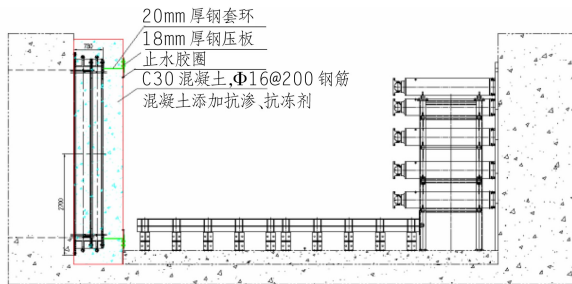 20mm 厚钢套环
18mm 厚钢压板
止水胶圈
C30 混凝土,Φ16@200 钢筋
混凝土添加抗渗、抗冻剂
2700